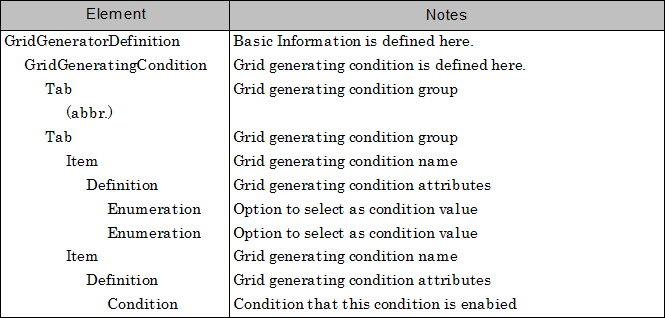 Element Notes
GridGeneratorDefinition Basic Information is defined here.
GridGeneratingCondition Grid generating condition is defined here.
Tab Grid generating condition group
(abbr.)
Tab Grid generating condition group
Item Grid generating condition name
Definition Grid generating condition attributes
Enumeration Option to select as condition value
Enumeration Option to select as condition value
Item Grid generating condition name
Definition Grid generating condition attributes
Condition Condition that this condition is enabied